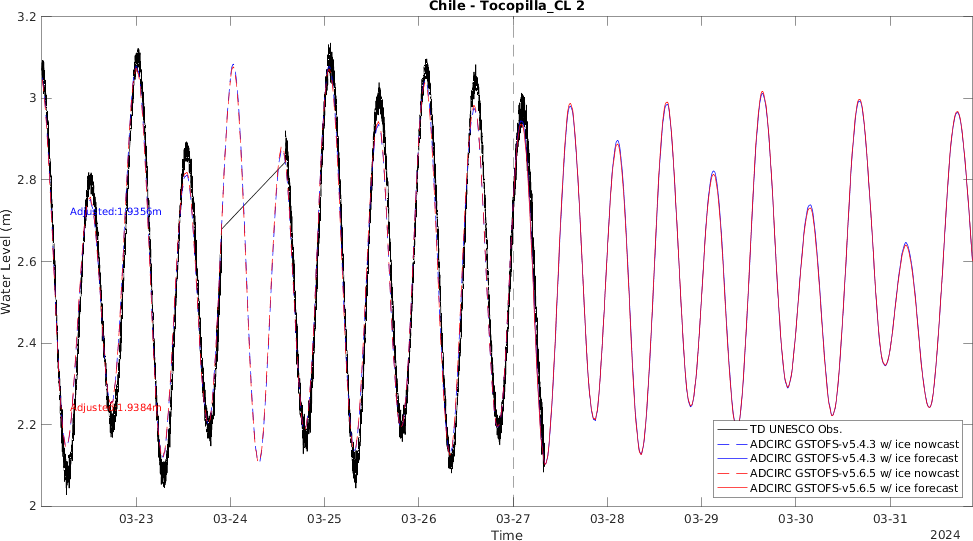 Chile - Tocopilla_CL 2
Water Level (m)
3.2
3
2.8
2.6
2.4
2.2
2
Adjusted:1.9356m
Adjusted:1.9384m
TD UNESCO Obs.
ADCIRC GSTOFS-v5.4.3 w/ ice nowcast
ADCIRC GSTOFS-v5.4.3 w/ ice forecast
ADCIRC GSTOFS-v5.6.5 w/ ice nowcast
ADCIRC GSTOFS-v5.6.5 w/ ice forecast
03-23 03-24 03-25 03-26 03-27 03-28 03-29 03-30 03-31
Time
2024